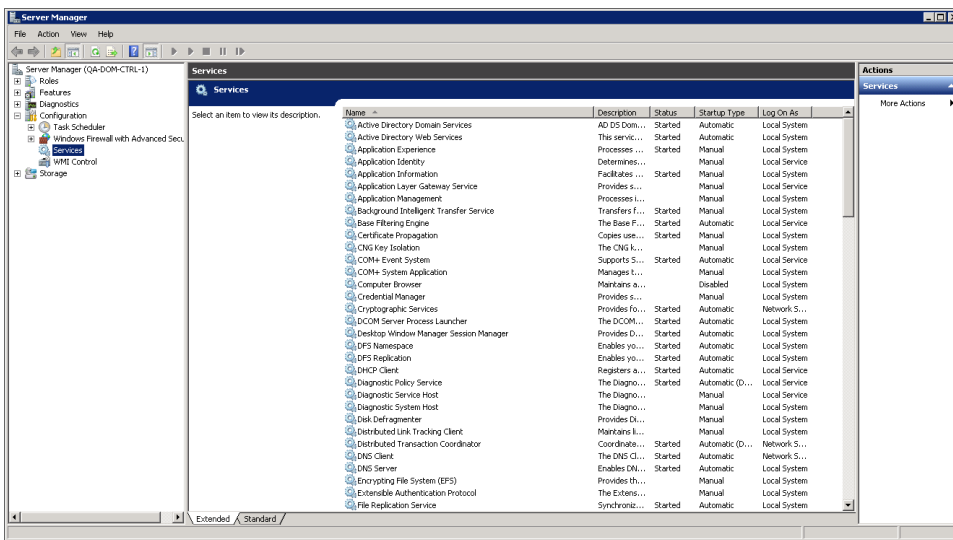 Server Manager
File Action View Help
Server Manager (QA-DOM-CTRL-1)
Roles
Features
Diagnostics
Configuration
Task Scheduler
Windows Firewall with Advanced Secu
Services
WMI Control
Storage
Services
Services
Select an item to view its description.
Name Description Status Startup Type Log On As
Active Directory Domain Services AD DS Dom... Started Automatic Local System
Active Directory Web Services This servic... Started Automatic Local System
Application Experience Processes ... Started Manual Local System
Application Identity Determines... Manual Local Service
Application Information Facilitates ... Started Manual Local System
Application Layer Gateway Service Provides s... Manual Local Service
Application Management Processes i... Manual Local System
Background Intelligent Transfer Service Transfers f... Started Manual Local System
Base Filtering Engine The Base F... Started Automatic Local Service
Certificate Propagation Copies use... Started Manual Local System
CNG Key Isolation The CNG k... Manual Local System
COM+ Event System Supports S... Started Automatic Local Service
COM+ System Application Manages t... Manual Local System
Computer Browser Maintains a... Disabled Local System
Credential Manager Provides s... Manual Local System
Cryptographic Services Provides fo... Started Automatic Network S...
DCOM Server Process Launcher The DCOM... Started Automatic Local System
Desktop Window Manager Session Manager Provides D... Started Automatic Local System
DFS Namespace Enables yo... Started Automatic Local System
DFS Replication Enables yo... Started Automatic Local System
DHCP Client Registers a... Started Automatic Local Service
Diagnostic Policy Service The Diagno... Started Automatic (D... Local Service
Diagnostic Service Host The Diagno... Manual Local Service
Diagnostic System Host The Diagno... Manual Local System
Disk Defragmenter Provides Di... Manual Local System
Distributed Link Tracking Client Maintains li... Manual Local System
Distributed Transaction Coordinator Coordinate... Started Automatic (D... Network S...
DNS Client The DNS Cl... Started Automatic Network S...
DNS Server Enables DN... Started Automatic Local System
Encrypting File System (EFS) Provides th... Manual Local System
Extensible Authentication Protocol The Extens... Manual Local System
File Replication Service Synchroniz... Started Automatic Local System
Extended Standard
Actions
Services
More Actions